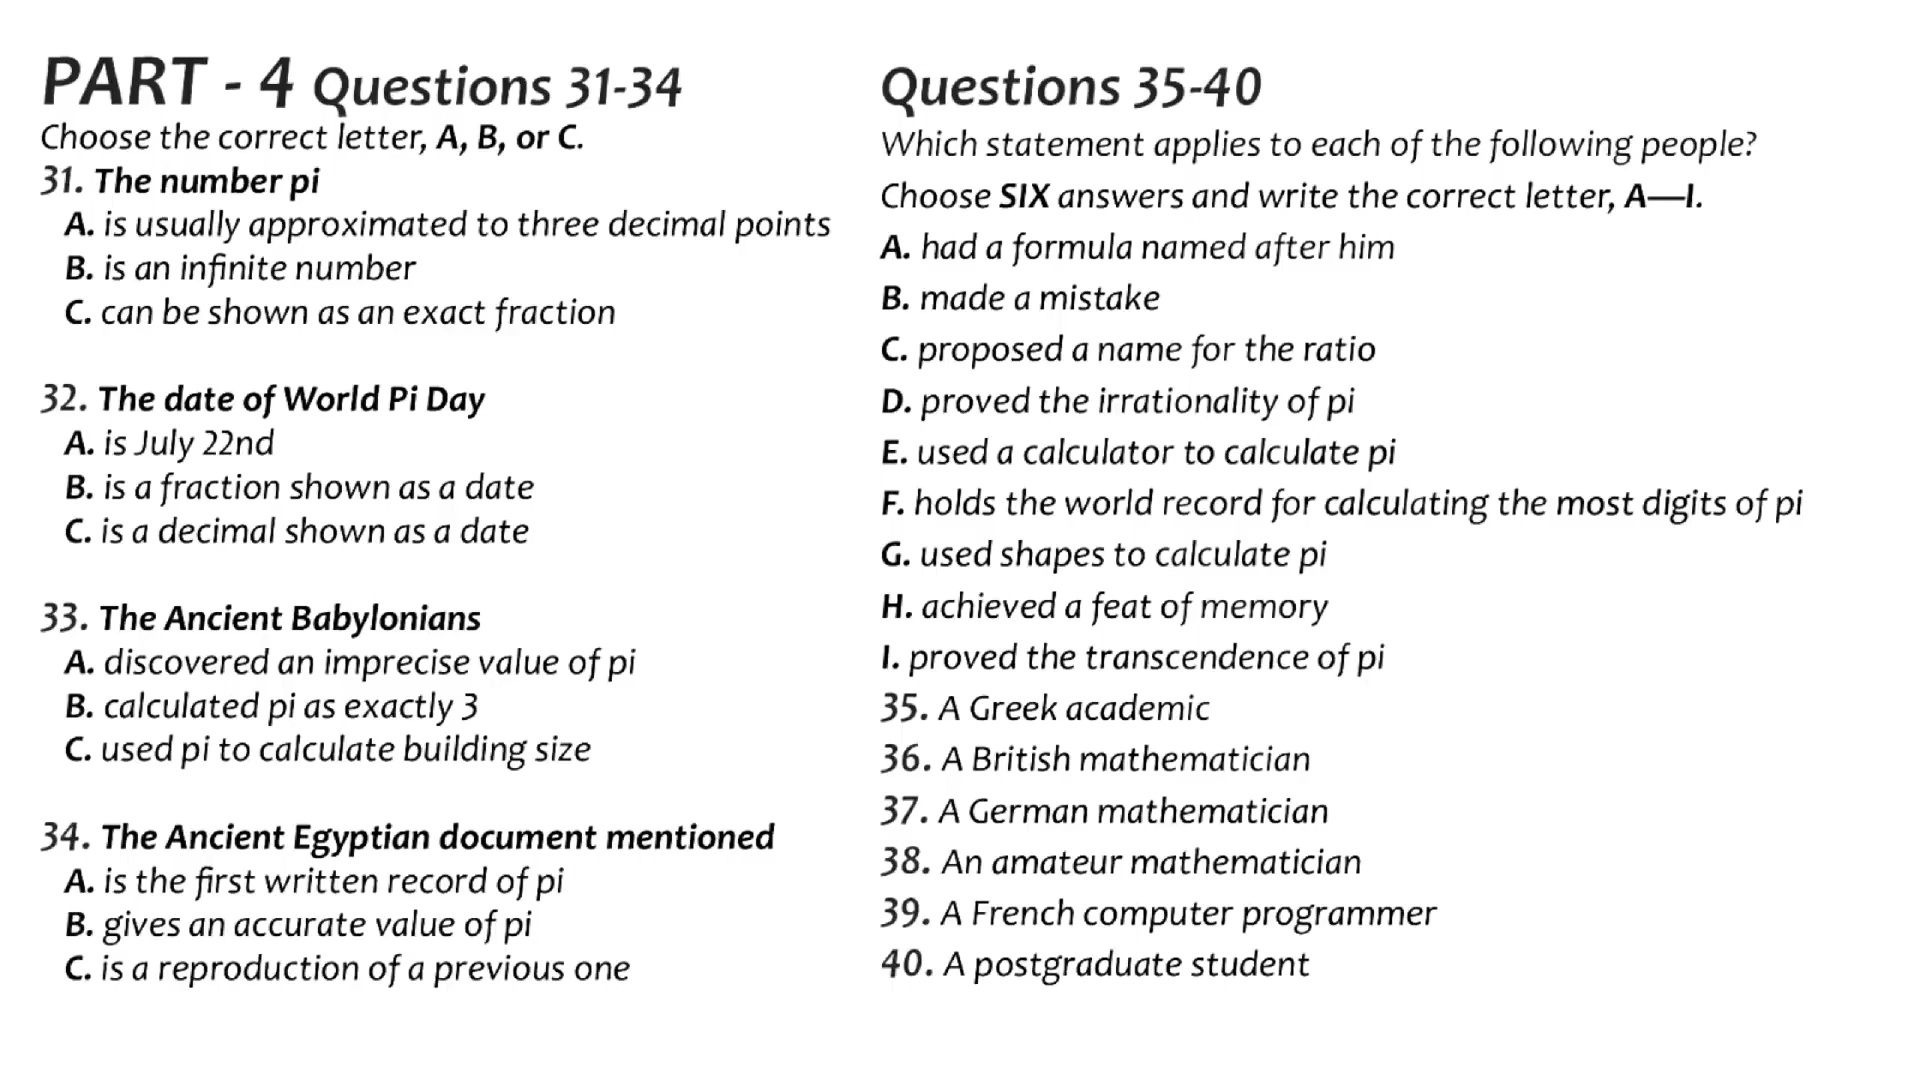 PART - 4 Questions 31-34
Choose the correct letter, A, B, or C.
31. The number pi
A. is usually approximated to three decimal points
B. is an infinite number
C. can be shown as an exact fraction
32. The date of World Pi Day
A. is July 22nd
B. is a fraction shown as a date
C. is a decimal shown as a date
33. The Ancient Babylonians
A. discovered an imprecise value of pi
B. calculated pi as exactly 3
C. used pi to calculate building size
34. The Ancient Egyptian document mentioned
A. is the first written record of pi
B. gives an accurate value of pi
C. is a reproduction of a previous one
Questions 35-40
Which statement applies to each of the following people?
Choose SIX answers and write the correct letter, A—I.
A. had a formula named after him
B. made a mistake
C. proposed a name for the ratio
D. proved the irrationality of pi
E. used a calculator to calculate pi
F. holds the world record for calculating the most digits of pi
G. used shapes to calculate pi
H. achieved a feat of memory
I. proved the transcendence of pi
35. A Greek academic
36. A British mathematician
37. A German mathematician
38. An amateur mathematician
39. A French computer programmer
40. A postgraduate student